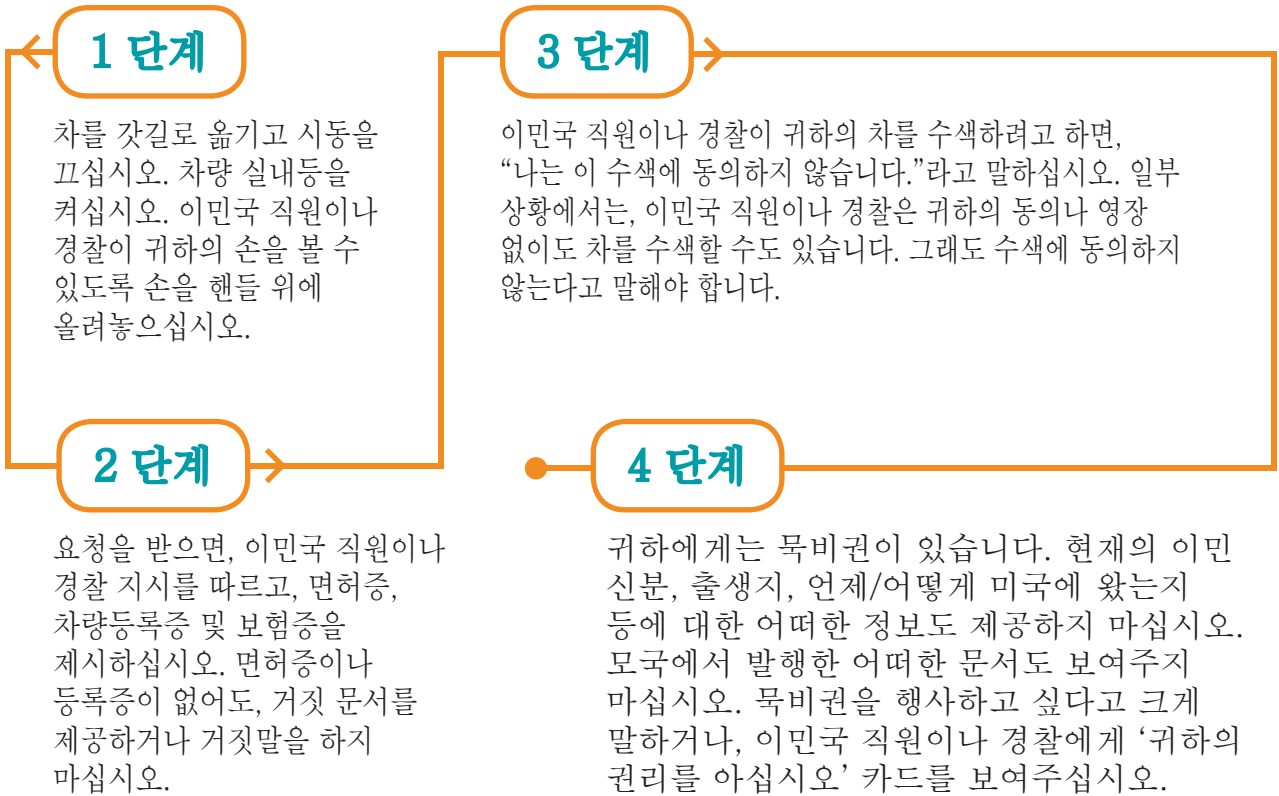 1 단계
차를 갓길로 옮기고 시동을
끄십시오. 차량 실내등을
켜십시오. 이민국 직원이나
경찰이 귀하의 손을 볼 수
있도록 손을 핸들 위에
올려놓으십시오.
2 단계
요청을 받으면, 이민국 직원이나
경찰 지시를 따르고, 면허증,
차량등록증 및 보험증을
제시하십시오. 면허증이나
등록증이 없어도, 거짓 문서를
제공하거나 거짓말을 하지
마십시오.
3 단계
이민국 직원이나 경찰이 귀하의 차를 수색하려고 하면,
“나는 이 수색에 동의하지 않습니다.”라고 말하십시오. 일부
상황에서는, 이민국 직원이나 경찰은 귀하의 동의나 영장
없이도 차를 수색할 수도 있습니다. 그래도 수색에 동의하지
않는다고 말해야 합니다.
4 단계
귀하에게는 묵비권이 있습니다. 현재의 이민
신분, 출생지, 언제/어떻게 미국에 왔는지
등에 대한 어떠한 정보도 제공하지 마십시오.
모국에서 발행한 어떠한 문서도 보여주지
마십시오. 묵비권을 행사하고 싶다고 크게
말하거나, 이민국 직원이나 경찰에게 ‘귀하의
권리를 아십시오’ 카드를 보여주십시오.